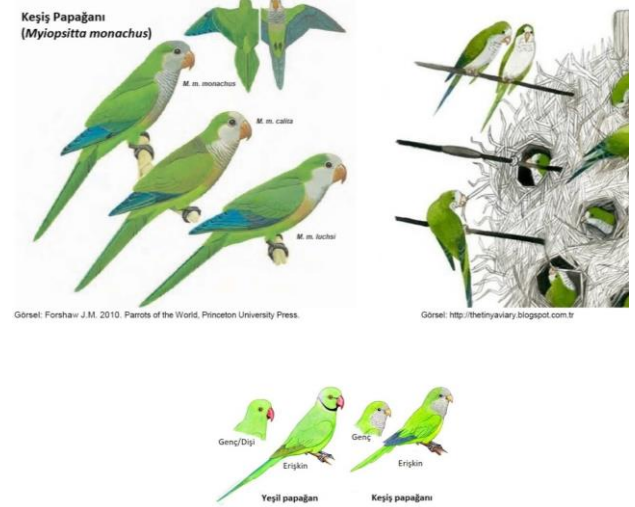 Keşiş Papağanı
(Myiopsitta monachus)
M. m. monachus
M. m. calita
M. m. luchsi
Görsel: Forshaw J.M. 2010. Parrots of the World, Princeton University Press.
Görsel: http://thetinyaviary.blogspot.com.tr
Genç/Dişi
Erişkin
Yeşil papağan
Genç
Erişkin
Keşiş papağanı